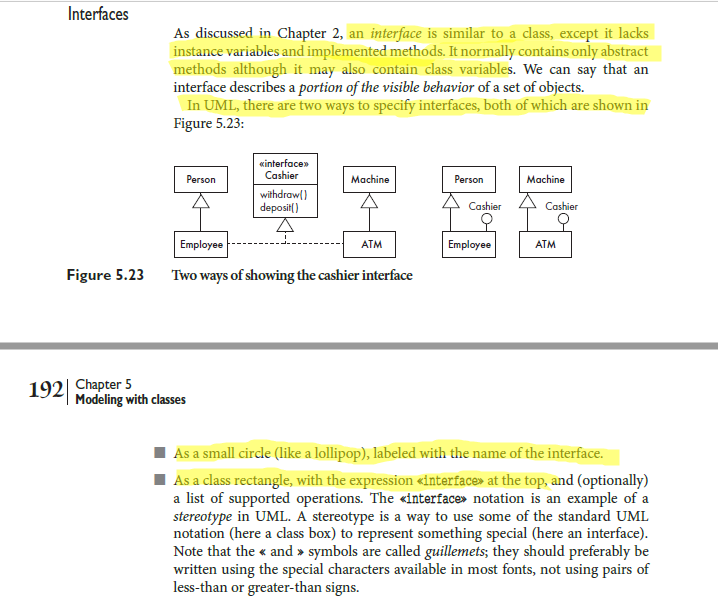 Interfaces
As discussed in Chapter 2, an interface is similar to a class, except it lacks
instance variables and implemented methods. It normally contains only abstract
methods although it may also contain class variables. We can say that an
interface describes a portion of the visible behavior of a set of objects.
In UML, there are two ways to specify interfaces, both of which are shown in
Figure 5.23:
«interface»
Cashier
Person
Machine
withdraw()
deposit()
Employee
ATM
Person
Machine
Cashier
Cashier
Employee
ATM
Figure 5.23 Two ways of showing the cashier interface
192 Chapter 5
Modeling with classes
■ As a small circle (like a lollipop), labeled with the name of the interface.
■ As a class rectangle, with the expression «interface» at the top, and (optionally)
a list of supported operations. The «interface» notation is an example of a
stereotype in UML. A stereotype is a way to use some of the standard UML
notation (here a class box) to represent something special (here an interface).
Note that the « and » symbols are called guillemets; they should preferably be
written using the special characters available in most fonts, not using pairs of
less-than or greater-than signs.